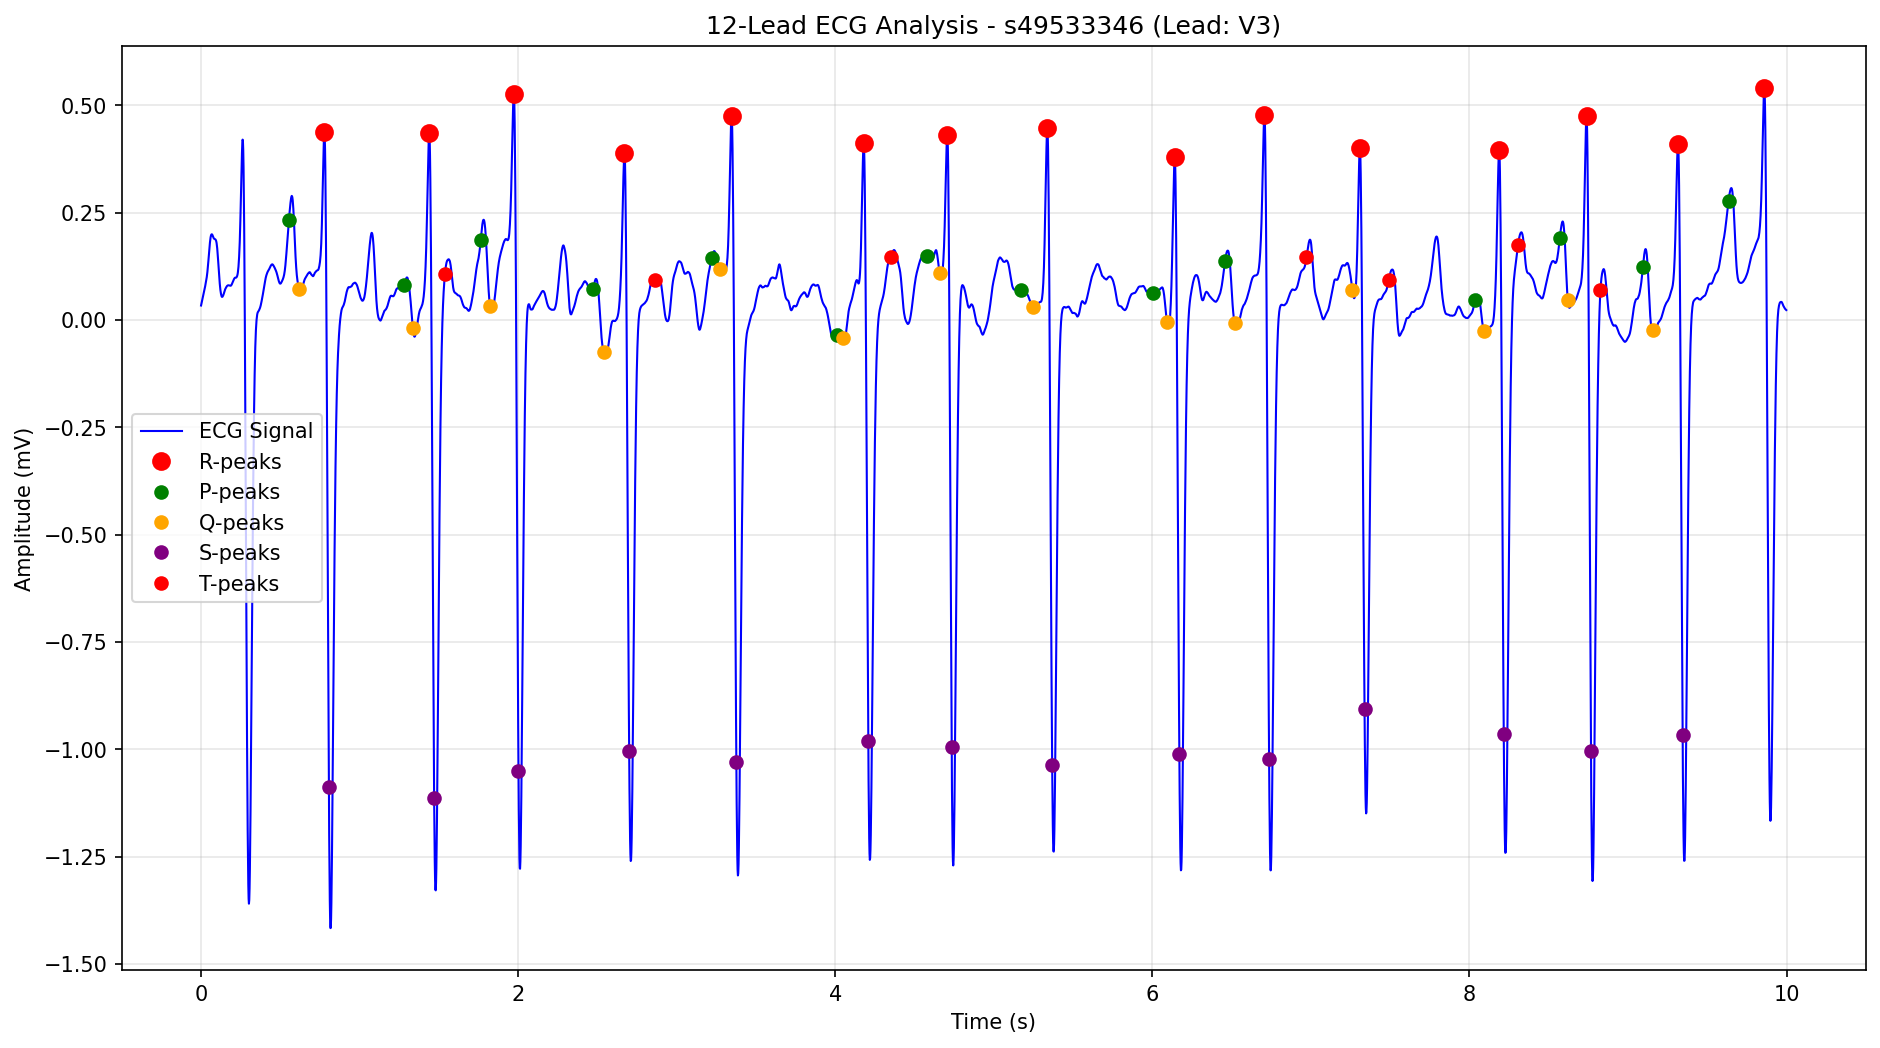 12-Lead ECG Analysis - s49533346 (Lead: V3)
Amplitude (mV)
0.50
0.25
0.00
−0.25
−0.50
−0.75
−1.00
−1.25
−1.50
ECG Signal
R-peaks
P-peaks
Q-peaks
S-peaks
T-peaks
0 2 4 6 8 10
Time (s)